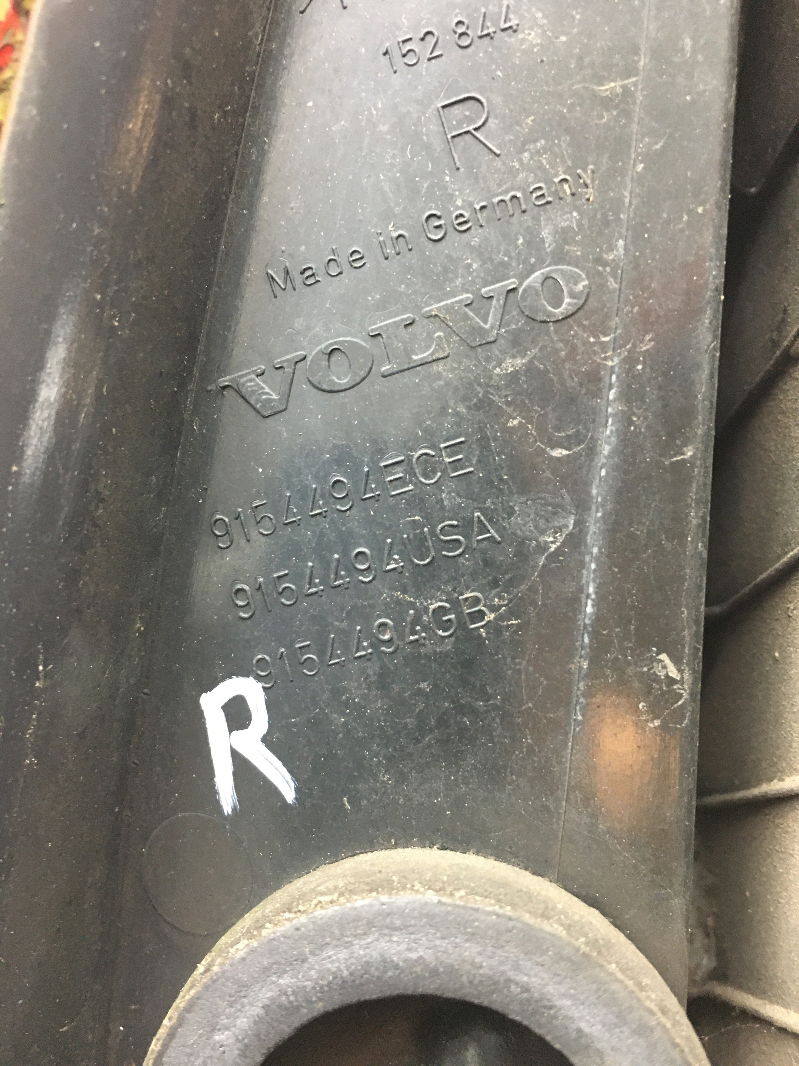 152 844
R
Made in Germany
VOLVO
9154494ECE
9154494USA
9154494GB
R